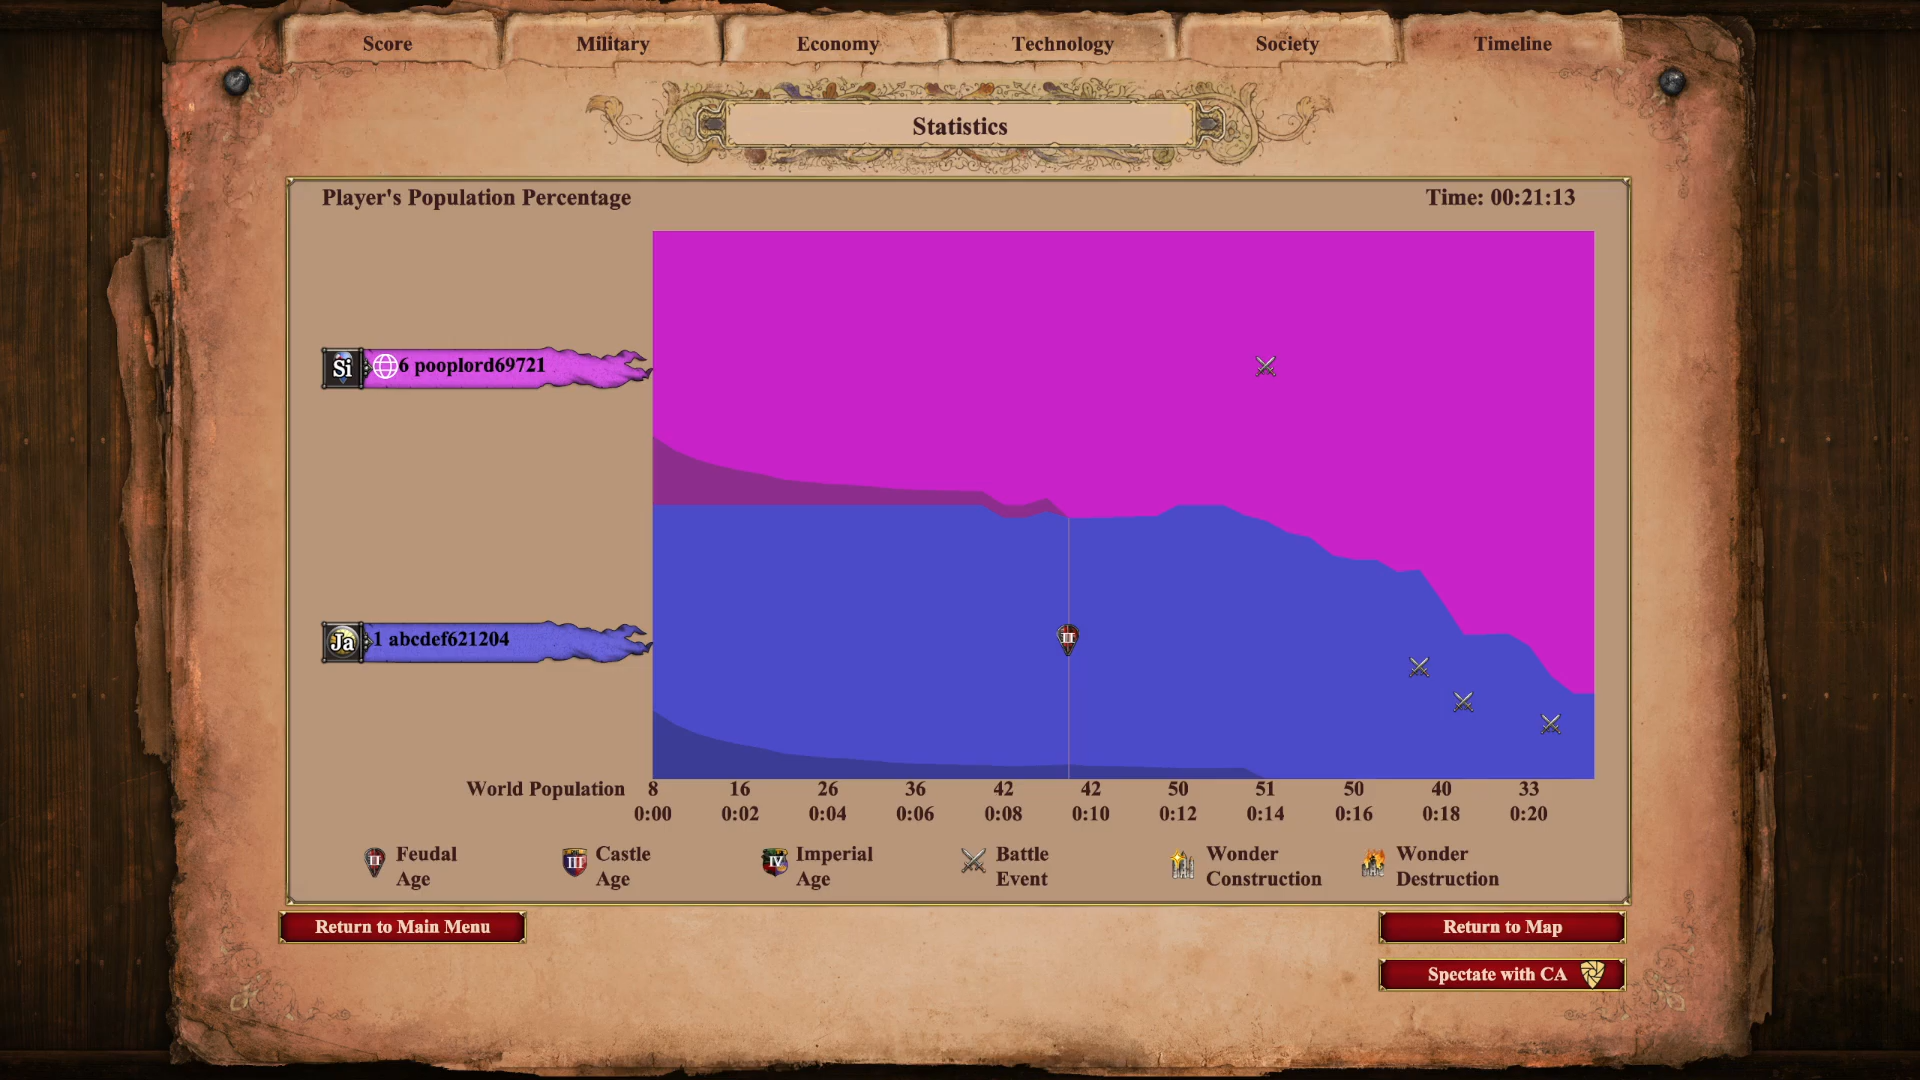 Score Military Economy Technology Society Timeline
Statistics
Player's Population Percentage
Time: 00:21:13
Si 6 pooplord69721
II
Ja 1 abcdef621204
World Population 8 16 26 36 42 42 50 51 50 40 33
0:00 0:02 0:04 0:06 0:08 0:10 0:12 0:14 0:16 0:18 0:20
II Feudal Age
III Castle Age
IV Imperial Age
Battle Event
Wonder Construction
Wonder Destruction
Return to Main Menu
Return to Map
Spectate with CA